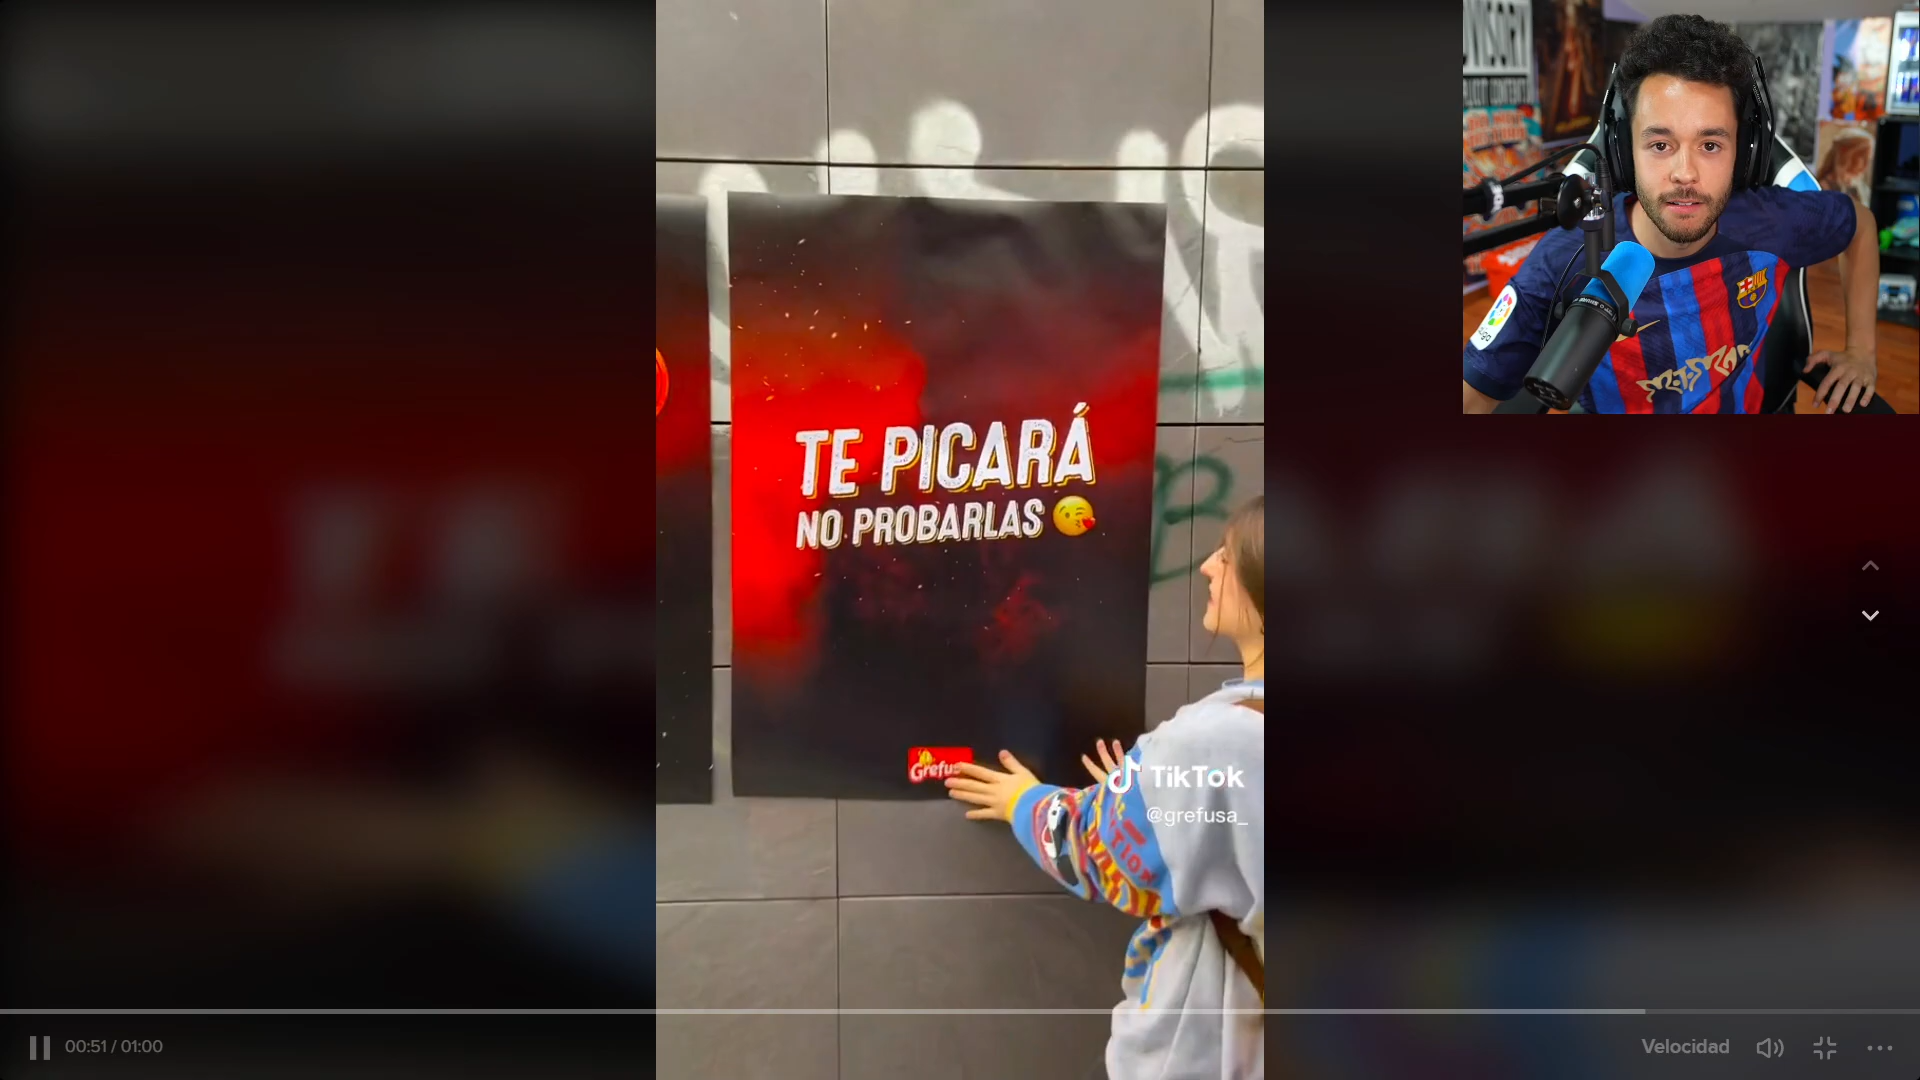 TE PICARÁ
NO PROBARLAS 😘
Grefusa
TikTok
@grefusa_
00:51 / 01:00
Velocidad